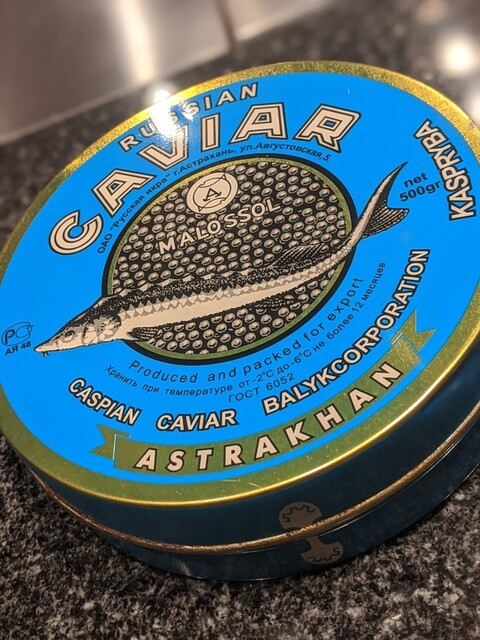 RUSSIAN
CAVIAR
ОАО "Русская икра" г.Астрахань, ул.Августовская,5.
MALOSSOL
net
500gr
KASPRYBA
РС
АЯ 48
Produced and packed for export
Хранить при температуре от -2°С до -6°С не более 12 месяцев
ГОСТ 6052
CASPIAN CAVIAR BALYKCORPORATION
ASTRAKHAN